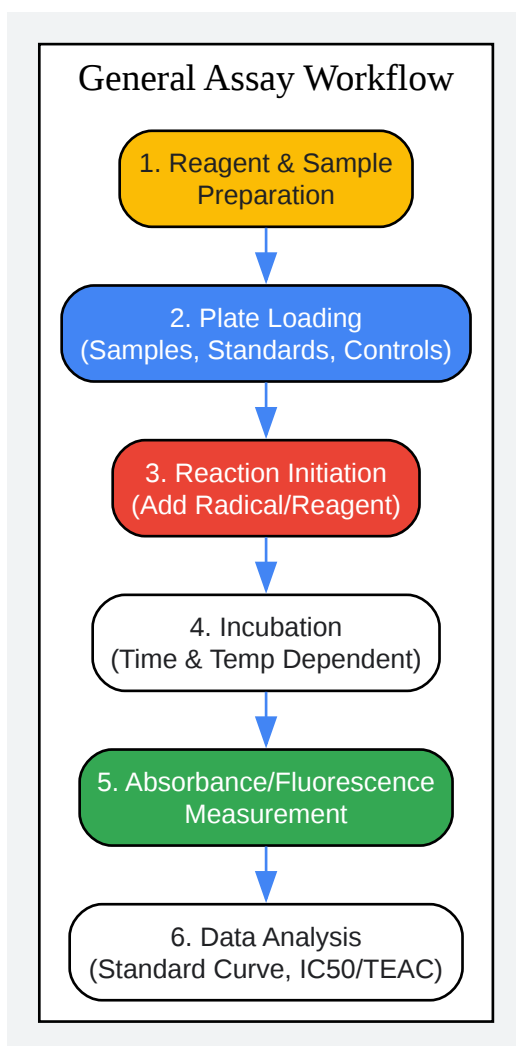 General Assay Workflow
1. Reagent & Sample
Preparation
2. Plate Loading
(Samples, Standards, Controls)
3. Reaction Initiation
(Add Radical/Reagent)
4. Incubation
(Time & Temp Dependent)
5. Absorbance/Fluorescence
Measurement
6. Data Analysis
(Standard Curve, IC50/TEAC)